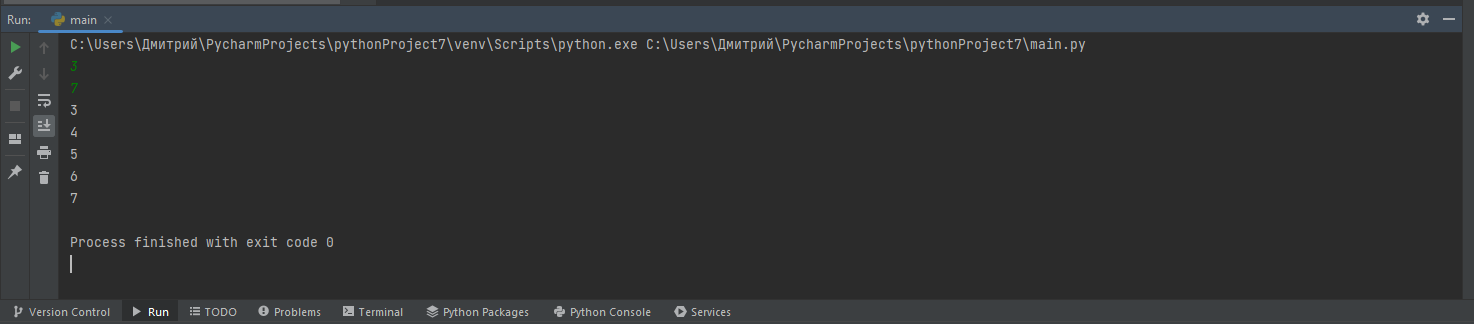 Run: main
C:\Users\Дмитрий\PycharmProjects\pythonProject7\venv\Scripts\python.exe C:\Users\Дмитрий\PycharmProjects\pythonProject7\main.py
3
7
3
4
5
6
7
Process finished with exit code 0
Version Control Run TODO Problems Terminal Python Packages Python Console Services